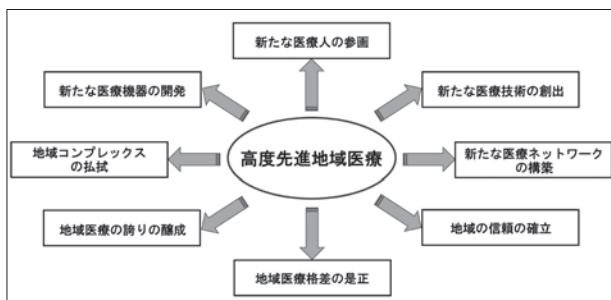 新たな医療人の参画
新たな医療機器の開発
新たな医療技術の創出
地域コンプレックス
の払拭
高度先進地域医療
新たな医療ネットワーク
の構築
地域医療の誇りの醸成
地域の信頼の確立
地域医療格差の是正